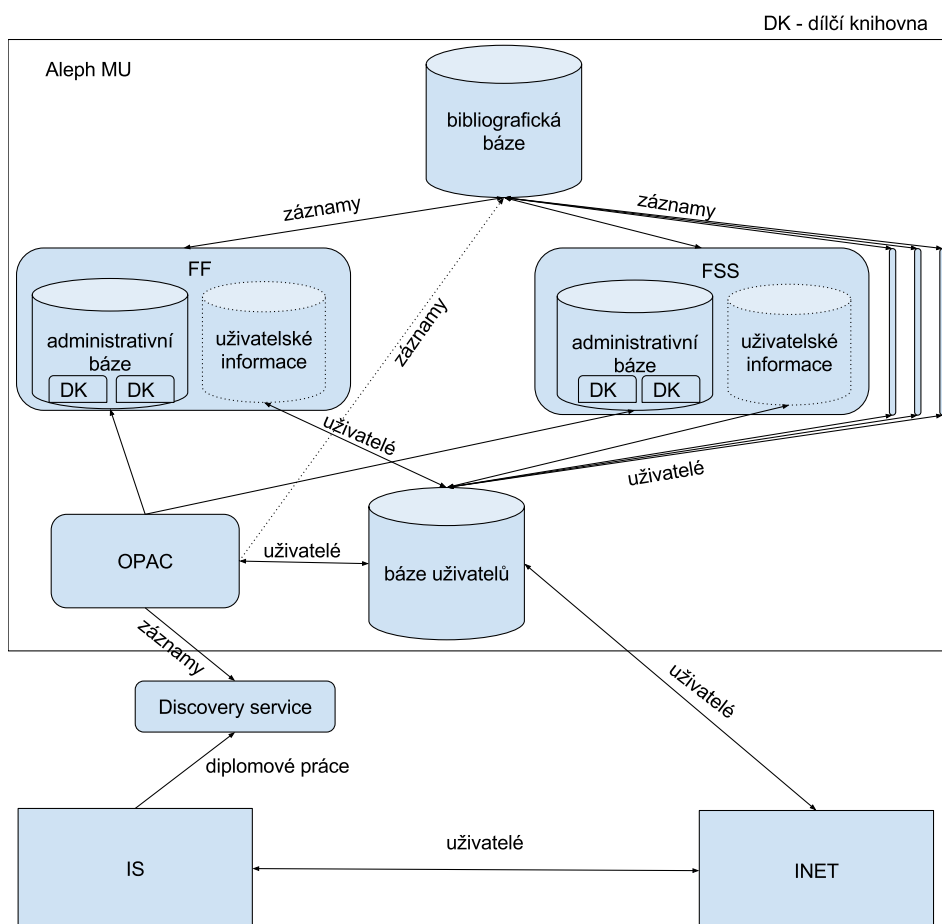 DK - dílčí knihovna
Aleph MU
bibliografická
báze
záznamy
záznamy
FF
administrativní
báze
DK
DK
uživatelské
informace
záznamy
FSS
administrativní
báze
DK
DK
uživatelské
informace
uživatelé
uživatelé
OPAC
uživatelé
báze uživatelů
záznamy
uživatelé
Discovery service
diplomové práce
IS
uživatelé
INET